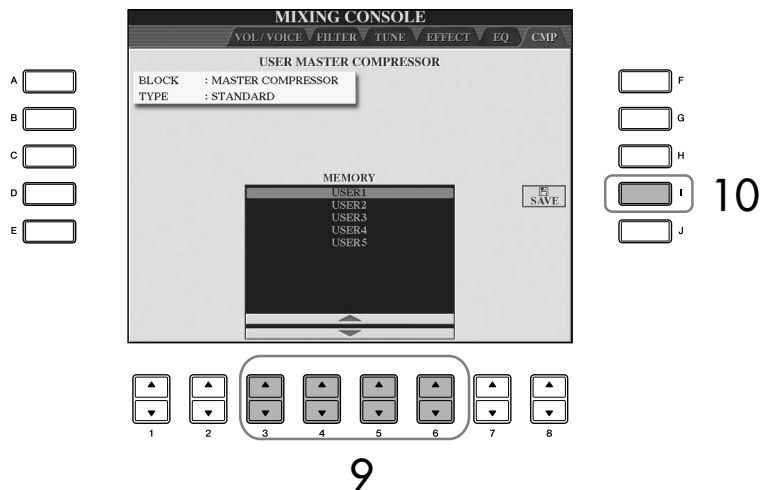 MIXING CONSOLE
VOL / VOICE FILTER TUNE EFFECT EQ CMP
USER MASTER COMPRESSOR
BLOCK : MASTER COMPRESSOR
TYPE : STANDARD
A
B
C
D
E
F
G
H
I
J
10
MEMORY
USER1
USER2
USER3
USER4
USER5
SAVE
1 2 3 4 5 6 7 8
9